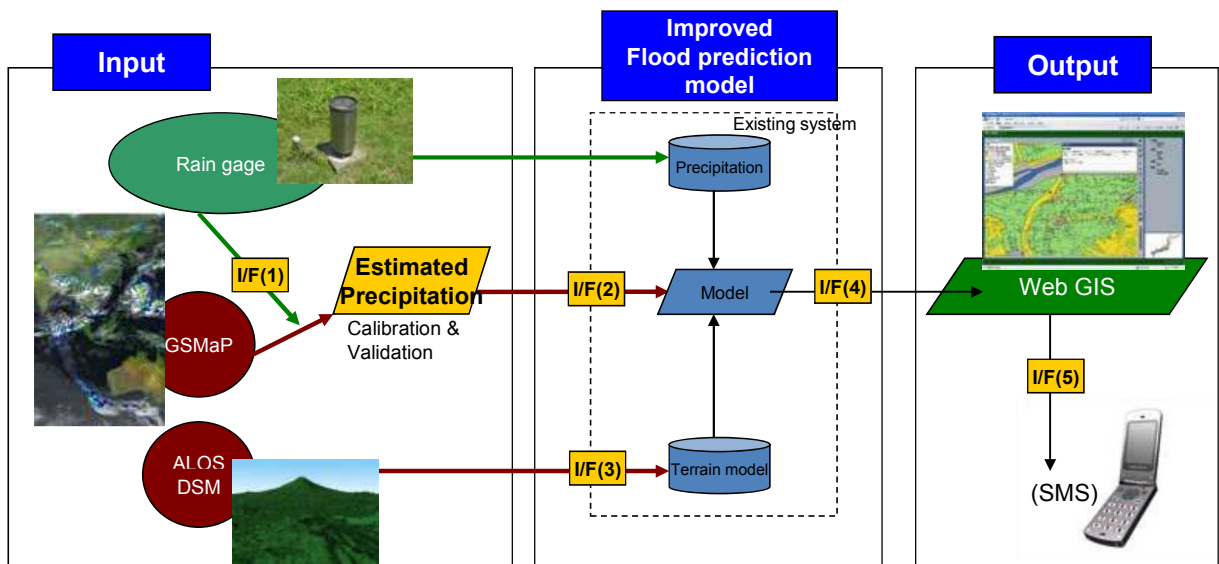 Input
Improved
Flood prediction
model
Output
Rain gage
I/F(1)
Estimated
Precipitation
Calibration &
Validation
GSMaP
ALOS
DSM
Existing system
Precipitation
I/F(2)
Model
I/F(4)
I/F(3)
Terrain model
Web GIS
I/F(5)
(SMS)